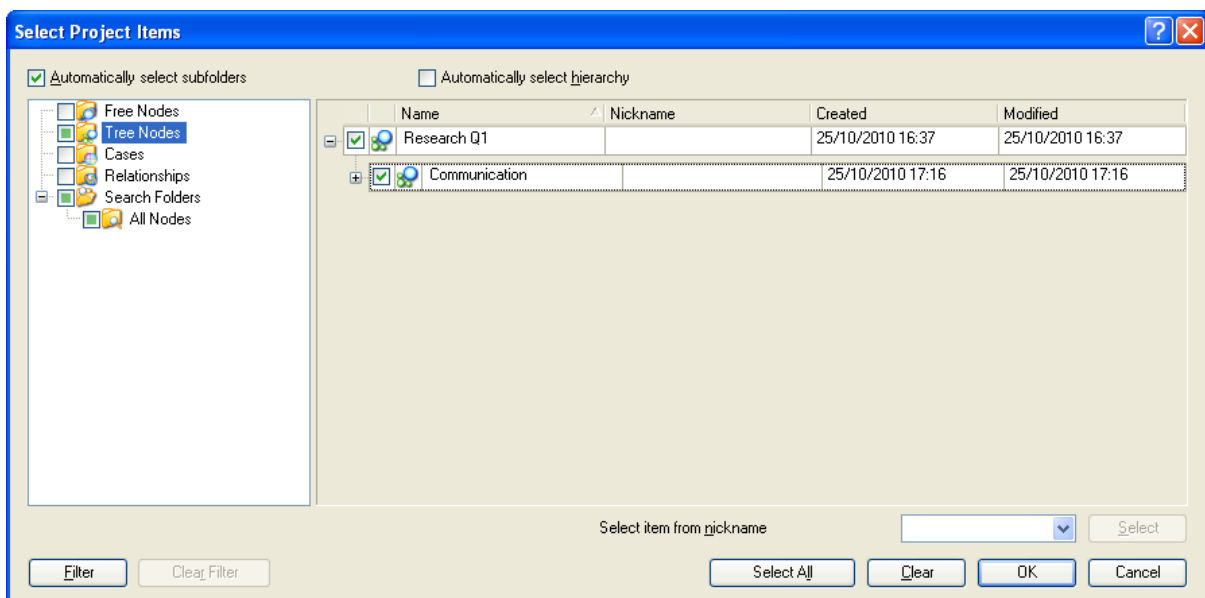 Select Project Items
Automatically select subfolders
Automatically select hierarchy
Free Nodes
Tree Nodes
Cases
Relationships
Search Folders
All Nodes
Name Nickname Created Modified
Research Q1 25/10/2010 16:37 25/10/2010 16:37
Communication 25/10/2010 17:16 25/10/2010 17:16
Select item from nickname
Select
Filter
Clear Filter
Select All
Clear
OK
Cancel